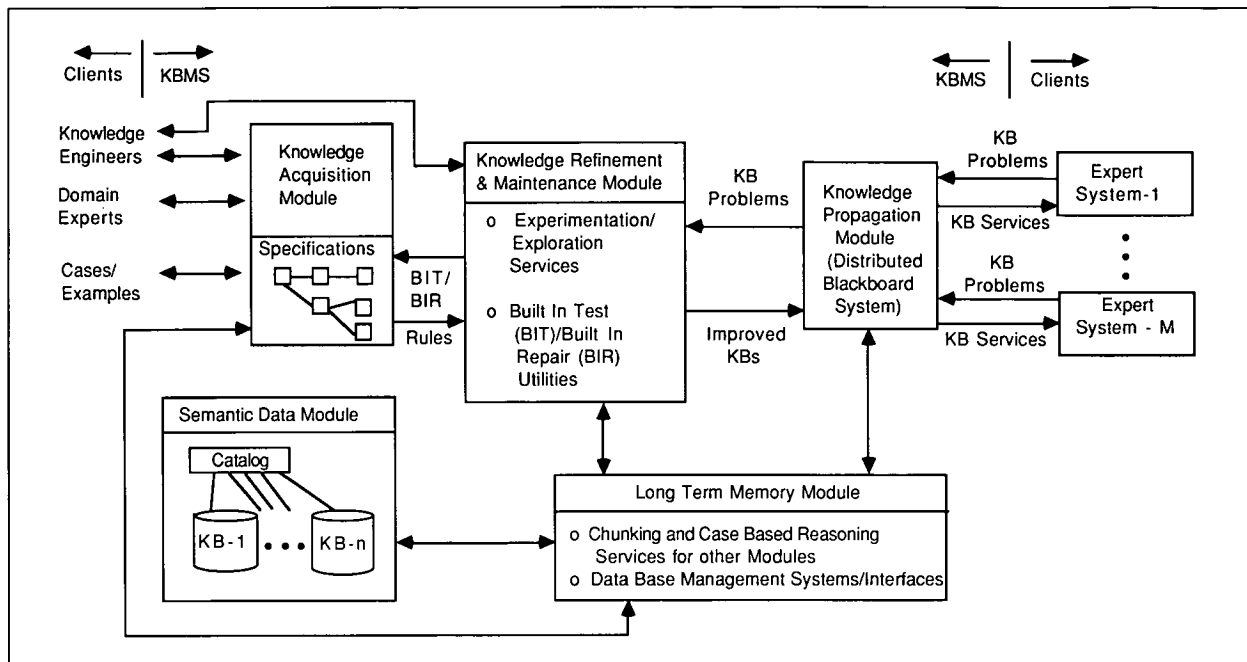 Clients
KBMS
KBMS
Clients
Knowledge
Engineers
Domain
Experts
Cases/
Examples
Knowledge
Acquisition
Module
Specifications
BIT/
BIR
Rules
Knowledge Refinement
& Maintenance Module
o Experimentation/
Exploration
Services
o Built In Test
(BIT)/Built In
Repair (BIR)
Utilities
KB
Problems
Improved
KBs
Knowledge
Propagation
Module
(Distributed
Blackboard
System)
KB
Problems
KB Services
KB
Problems
KB Services
Expert
System-1
Expert
System - M
Semantic Data Module
Catalog
KB-1
KB-n
Long Term Memory Module
o Chunking and Case Based Reasoning
Services for other Modules
o Data Base Management Systems/Interfaces